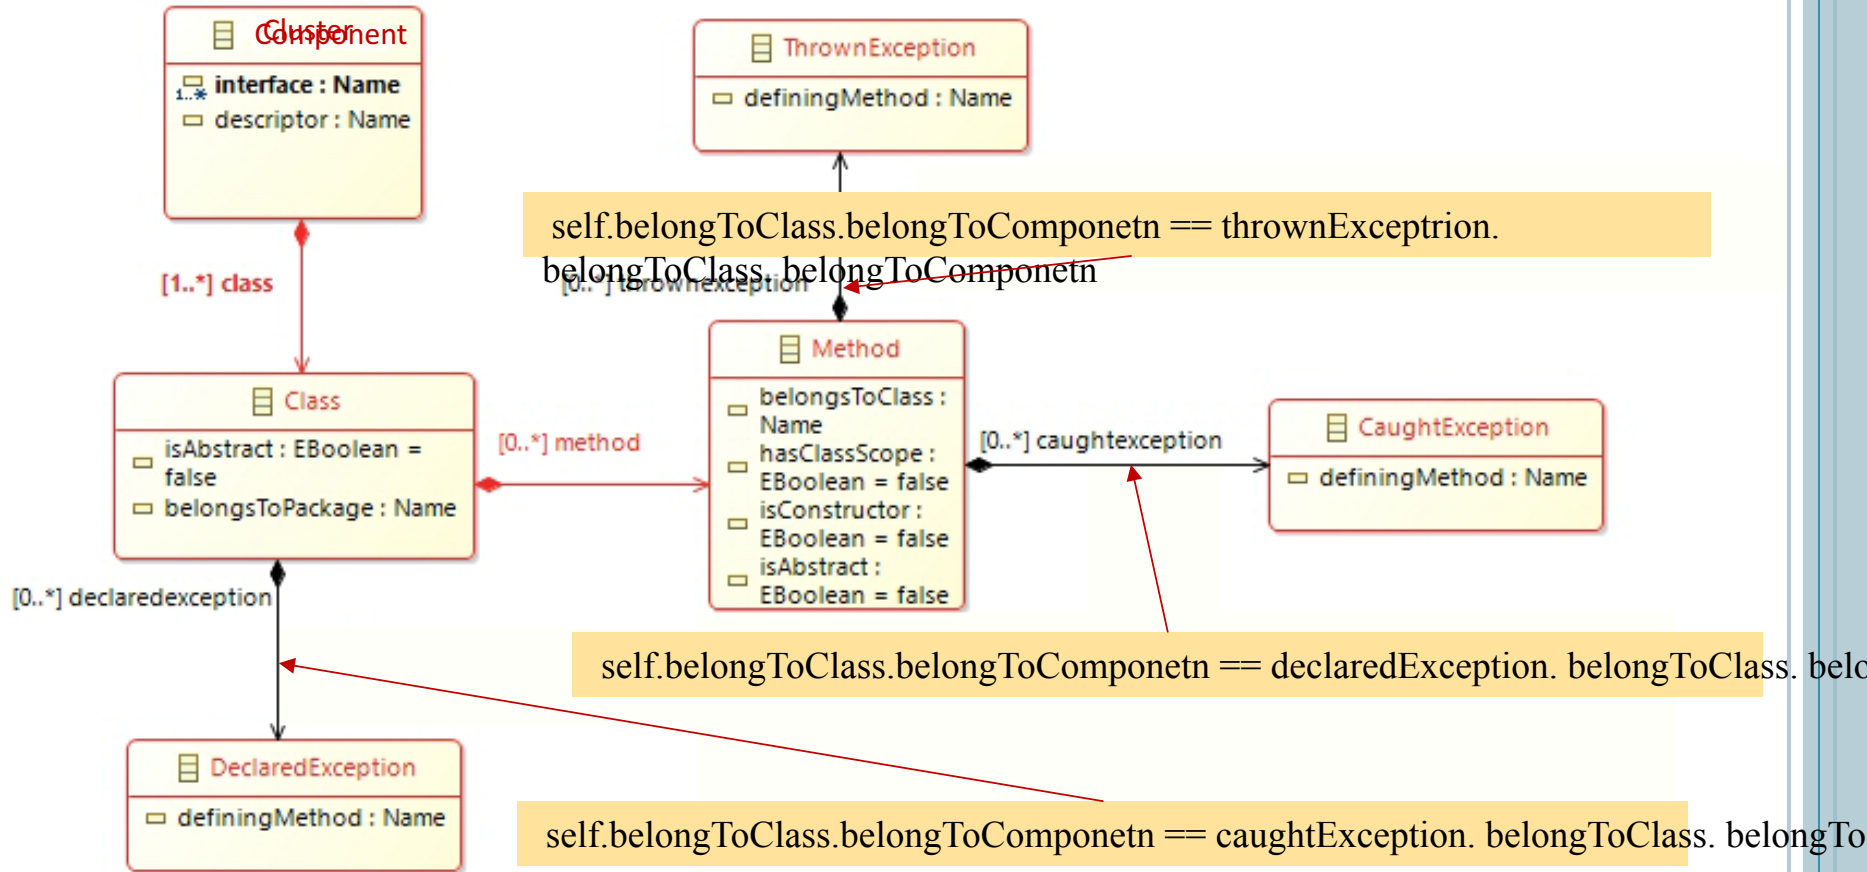 Cluster
Component
interface : Name
1..*
descriptor : Name
ThrownException
definingMethod : Name
self.belongToClass.belongToComponetn == thrownExceptrion.
belongToClass. belongToComponetn
[1..*] class
[0..*] thrownexception
Method
belongsToClass :
Name
hasClassScope :
EBoolean = false
isConstructor :
EBoolean = false
isAbstract :
EBoolean = false
Class
isAbstract : EBoolean =
false
belongsToPackage : Name
[0..*] method
[0..*] caughtexception
CaughtException
definingMethod : Name
[0..*] declaredexception
self.belongToClass.belongToComponetn == declaredException. belongToClass. belo
DeclaredException
definingMethod : Name
self.belongToClass.belongToComponetn == caughtException. belongToClass. belongTo